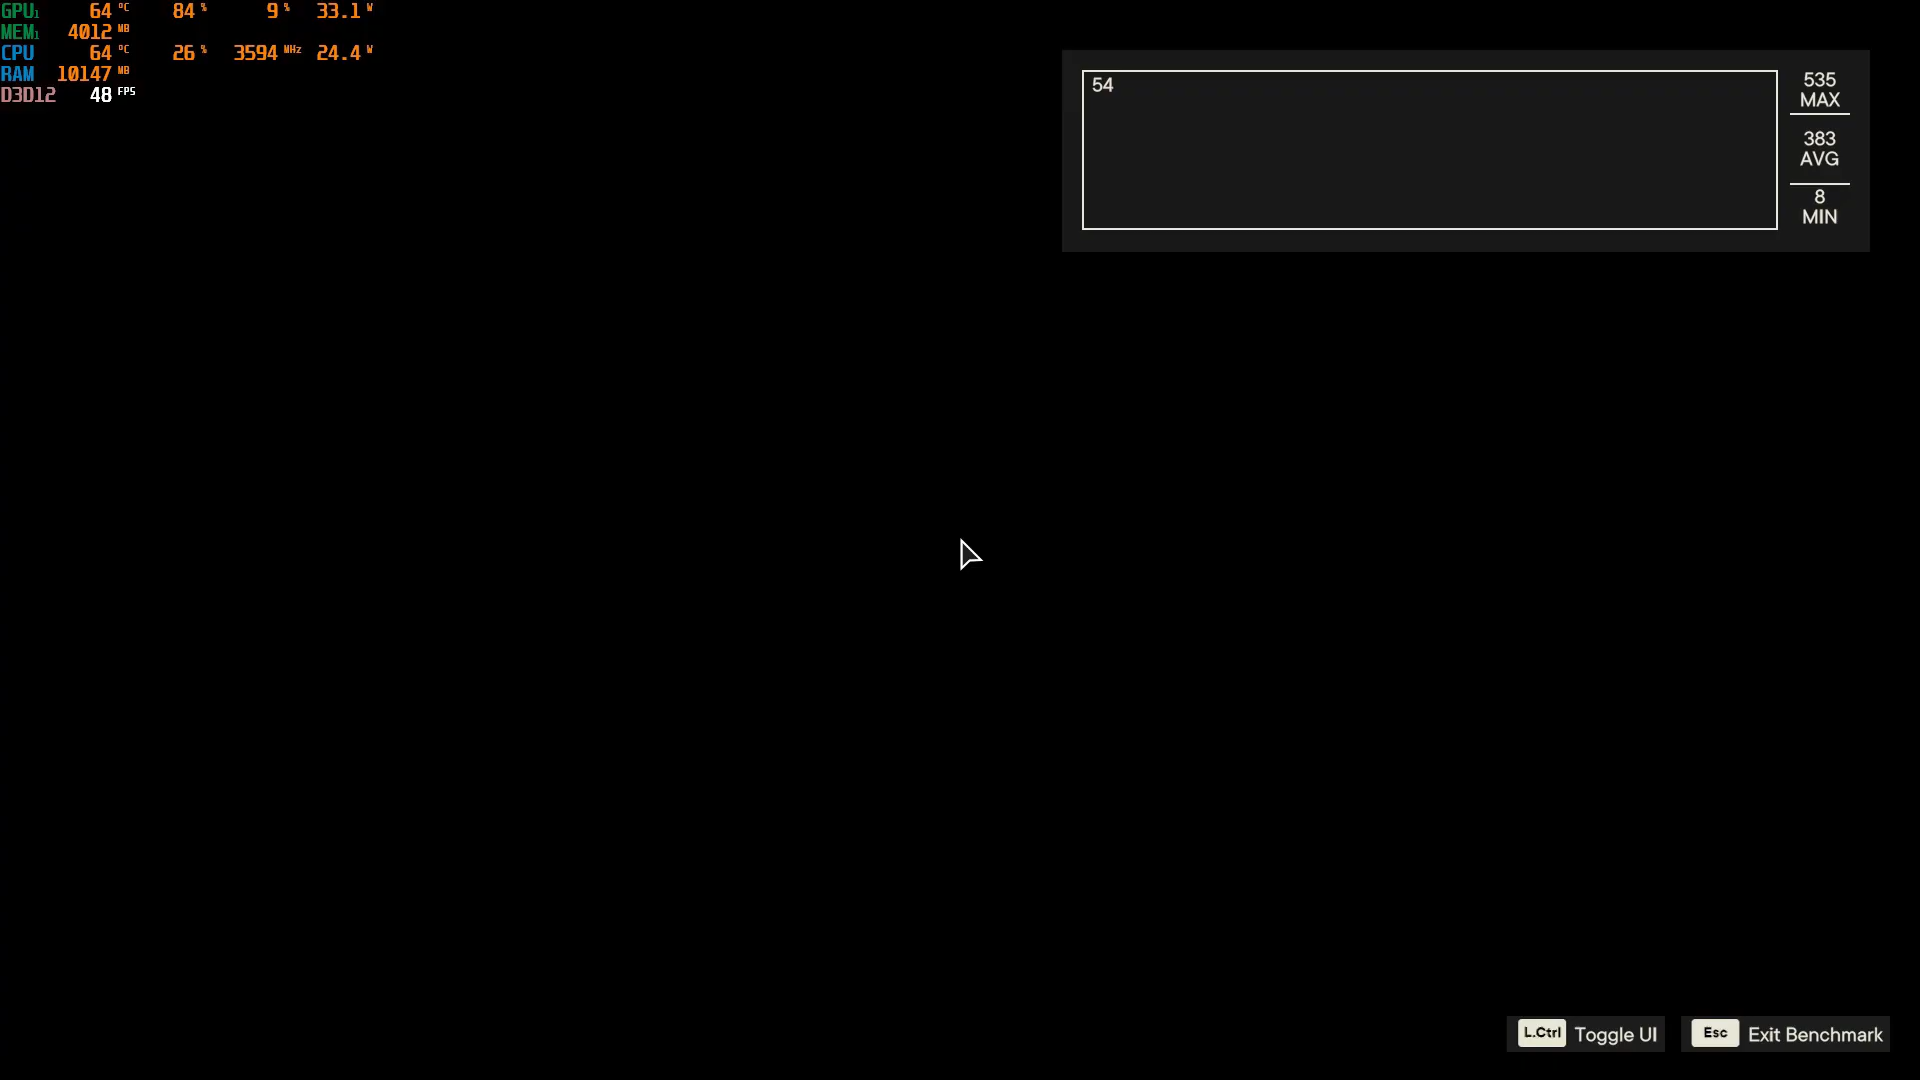 GPU1 64 °C 84 % 9 % 33.1 W
MEM1 4012 MB
CPU 64 °C 26 % 3594 MHz 24.4 W
RAM 10147 MB
D3D12 48 FPS
54
535
MAX
383
AVG
8
MIN
L.Ctrl Toggle UI Esc Exit Benchmark